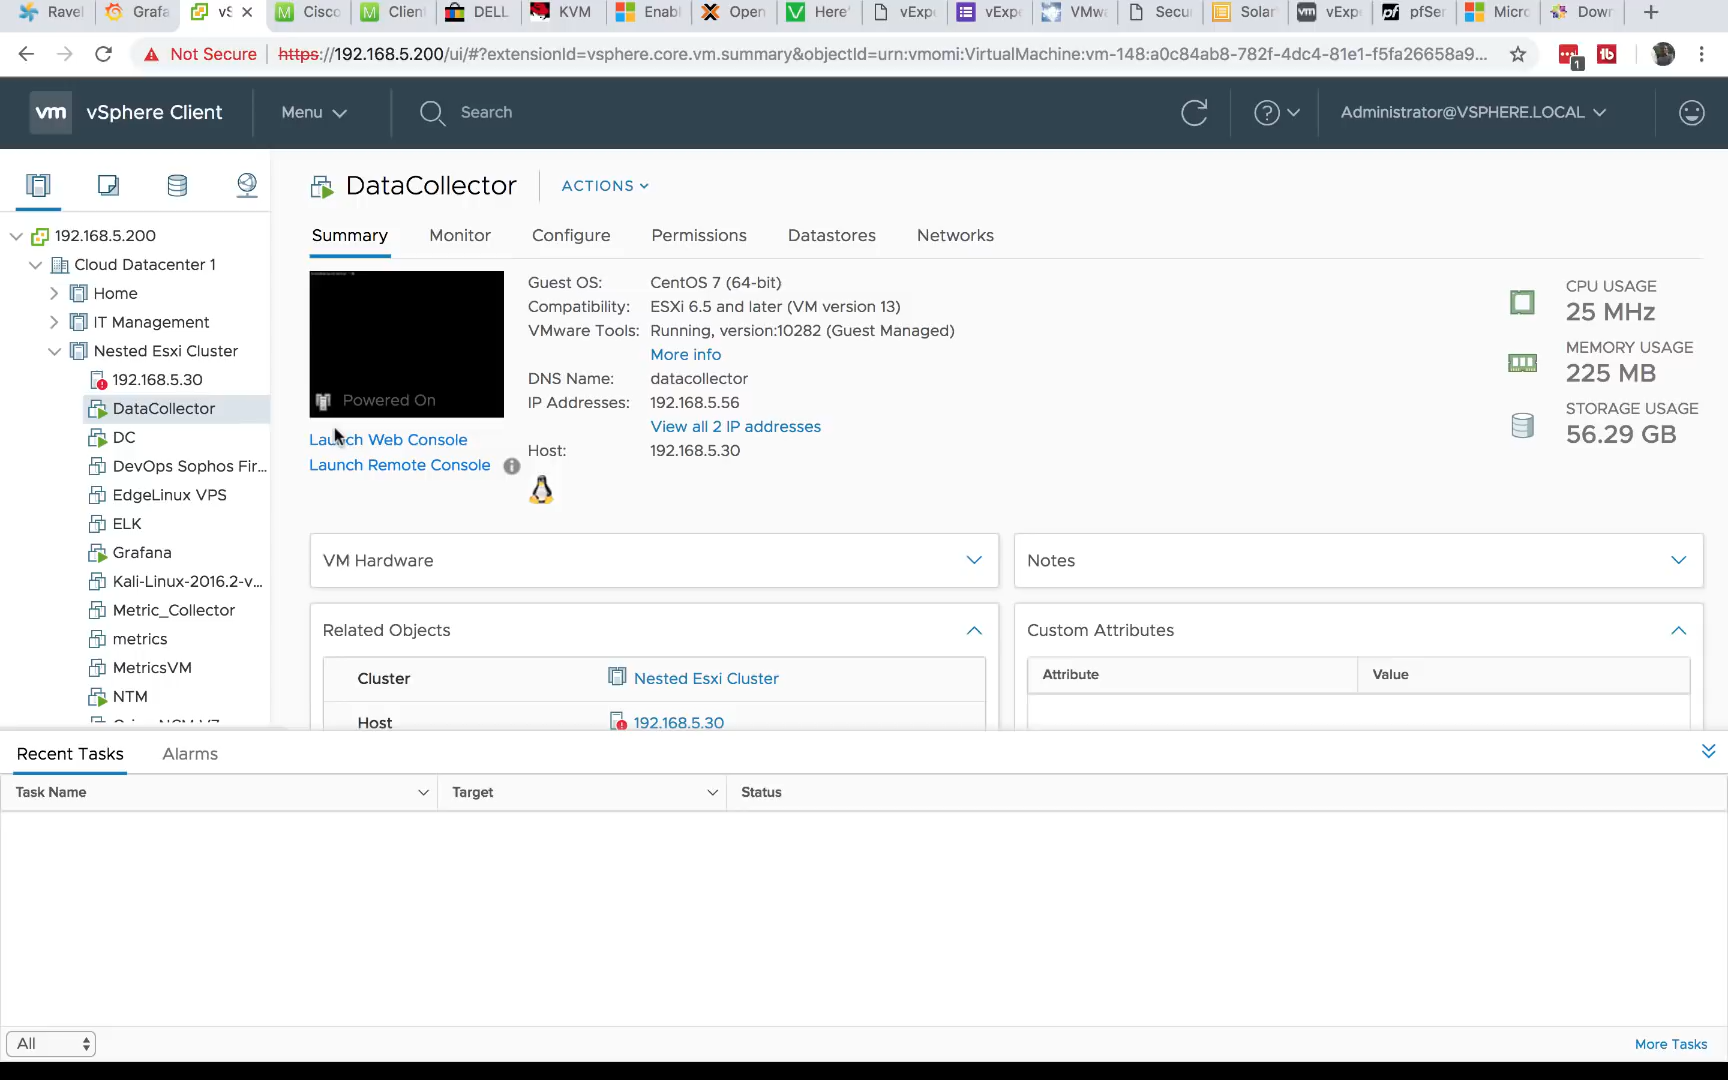 Ravel
Grafa
vS
Cisco
Clien
DELL
KVM
Enabl
Open
Here'
vExpe
vExpe
VMwa
Secu
Solar
vExpe
pfSen
Micro
Down
Not Secure
https://192.168.5.200/ui/#?extensionId=vsphere.core.vm.summary&objectId=urn:vmomi:VirtualMachine:vm-148:a0c84ab8-782f-4dc4-81e1-f5fa26658a9...
1
vm
vSphere Client
Menu
Search
Administrator@VSPHERE.LOCAL
DataCollector
ACTIONS
Summary
Monitor
Configure
Permissions
Datastores
Networks
192.168.5.200
Cloud Datacenter 1
Home
IT Management
Nested Esxi Cluster
192.168.5.30
DataCollector
DC
DevOps Sophos Fir...
EdgeLinux VPS
ELK
Grafana
Kali-Linux-2016.2-v...
Metric_Collector
metrics
MetricsVM
NTM
Powered On
Launch Web Console
Launch Remote Console
Guest OS: CentOS 7 (64-bit)
Compatibility: ESXi 6.5 and later (VM version 13)
VMware Tools: Running, version:10282 (Guest Managed)
More info
DNS Name: datacollector
IP Addresses: 192.168.5.56
View all 2 IP addresses
Host: 192.168.5.30
CPU USAGE
25 MHz
MEMORY USAGE
225 MB
STORAGE USAGE
56.29 GB
VM Hardware
Notes
Related Objects
Cluster Nested Esxi Cluster
Host 192.168.5.30
Custom Attributes
Attribute Value
Recent Tasks
Alarms
Task Name
Target
Status
All
More Tasks